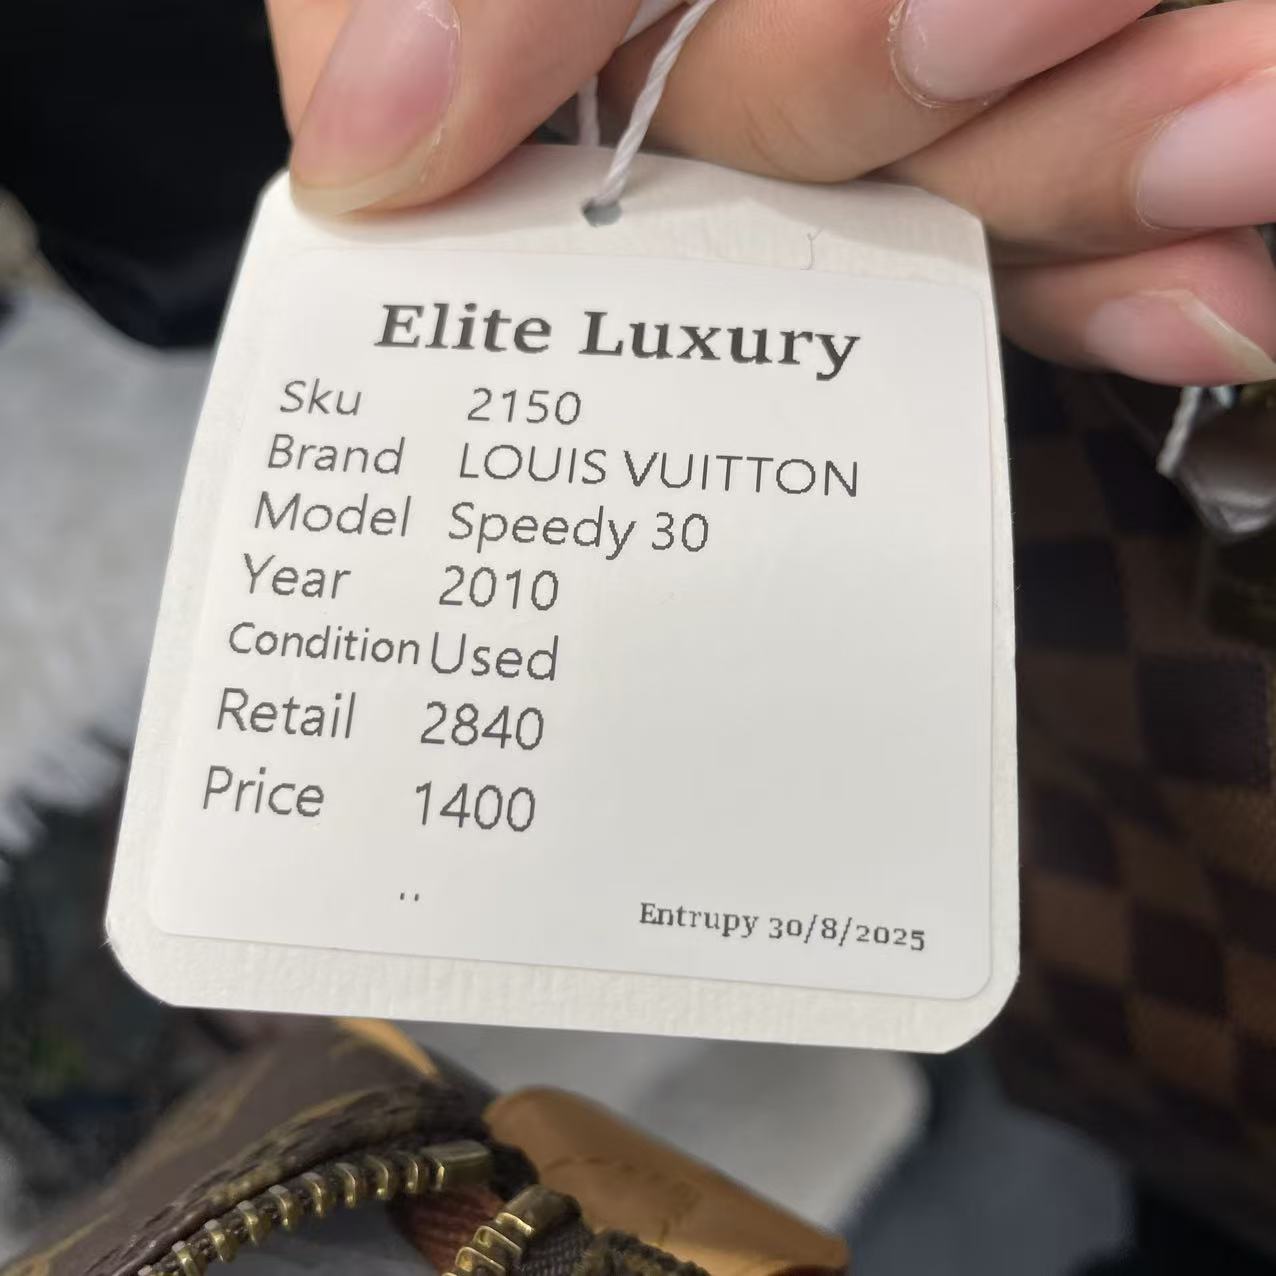 Elite Luxury
Sku 2150
Brand LOUIS VUITTON
Model Speedy 30
Year 2010
Condition Used
Retail 2840
Price 1400
..
Entrupy 30/8/2025